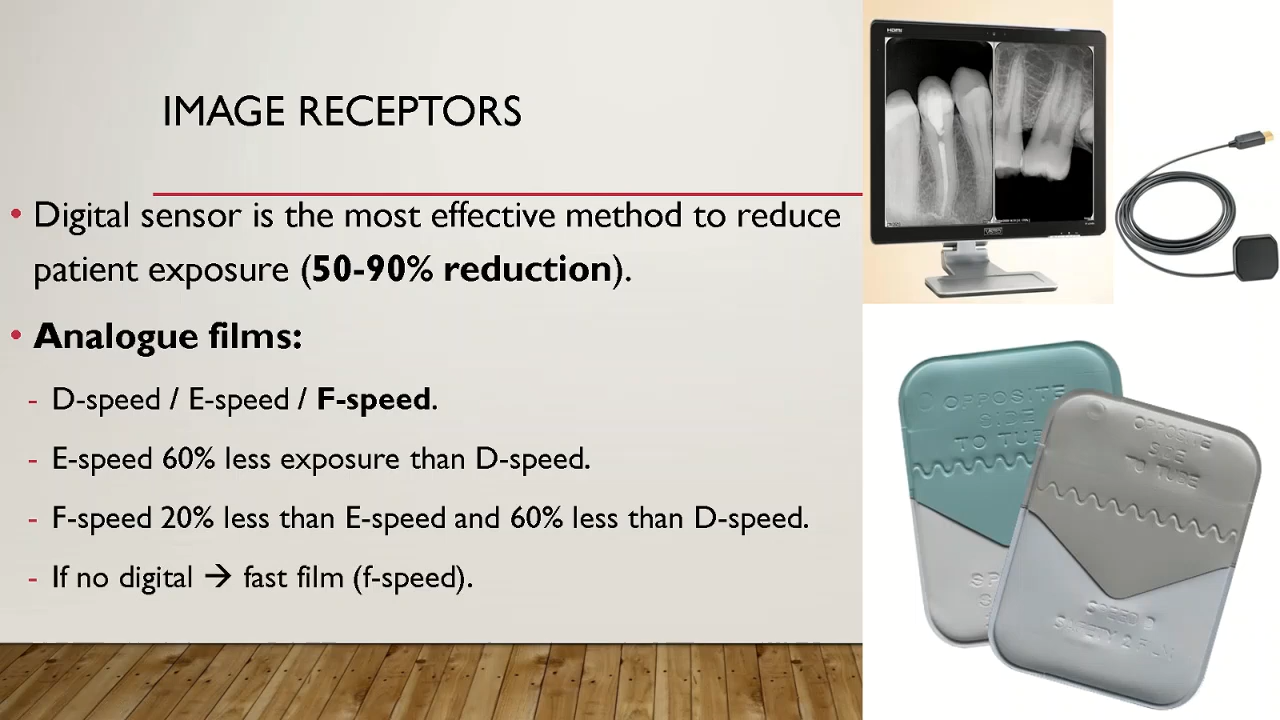 IMAGE RECEPTORS
• Digital sensor is the most effective method to reduce
patient exposure (50-90% reduction).
• Analogue films:
- D-speed / E-speed / F-speed.
- E-speed 60% less exposure than D-speed.
- F-speed 20% less than E-speed and 60% less than D-speed.
- If no digital → fast film (f-speed).
OPPOSITE
SIDE
TO TUBE
OPPOSITE
SIDE
TO TUBE
SPEED D